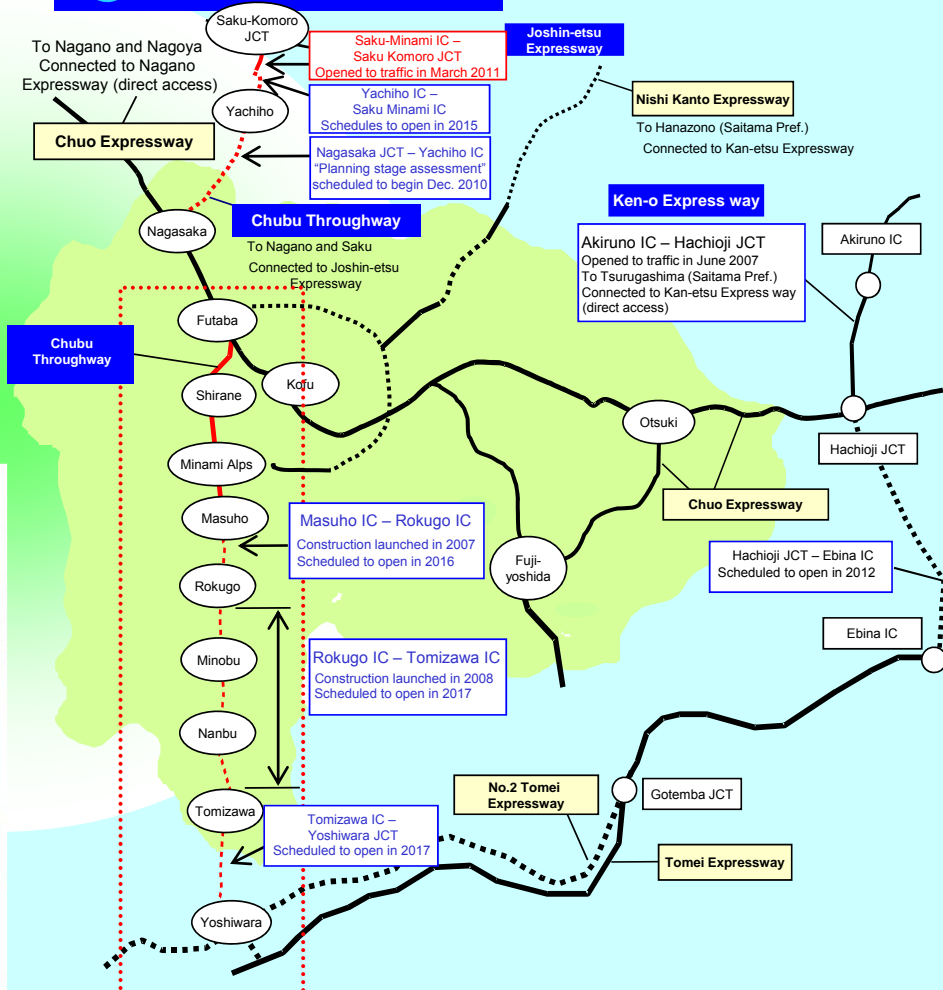 Saku-Komoro
JCT
To Nagano and Nagoya
Connected to Nagano
Expressway (direct access)
Saku-Minami IC –
Saku Komoro JCT
Opened to traffic in March 2011
Joshin-etsu
Expressway
Yachiho
Yachiho IC –
Saku Minami IC
Schedules to open in 2015
Nishi Kanto Expressway
To Hanazono (Saitama Pref.)
Connected to Kan-etsu Expressway
Chuo Expressway
Nagasaka JCT – Yachiho IC
“Planning stage assessment”
scheduled to begin Dec. 2010
Ken-o Express way
Nagasaka
Chubu Throughway
To Nagano and Saku
Connected to Joshin-etsu
Expressway
Akiruno IC – Hachioji JCT
Opened to traffic in June 2007
To Tsurugashima (Saitama Pref.)
Connected to Kan-etsu Express way
(direct access)
Akiruno IC
Futaba
Chubu
Throughway
Kofu
Shirane
Otsuki
Hachioji JCT
Minami Alps
Chuo Expressway
Masuho
Masuho IC – Rokugo IC
Construction launched in 2007
Scheduled to open in 2016
Fuji-
yoshida
Hachioji JCT – Ebina IC
Scheduled to open in 2012
Rokugo
Ebina IC
Minobu
Rokugo IC – Tomizawa IC
Construction launched in 2008
Scheduled to open in 2017
Nanbu
No.2 Tomei
Expressway
Gotemba JCT
Tomizawa
Tomizawa IC –
Yoshiwara JCT
Scheduled to open in 2017
Tomei Expressway
Yoshiwara